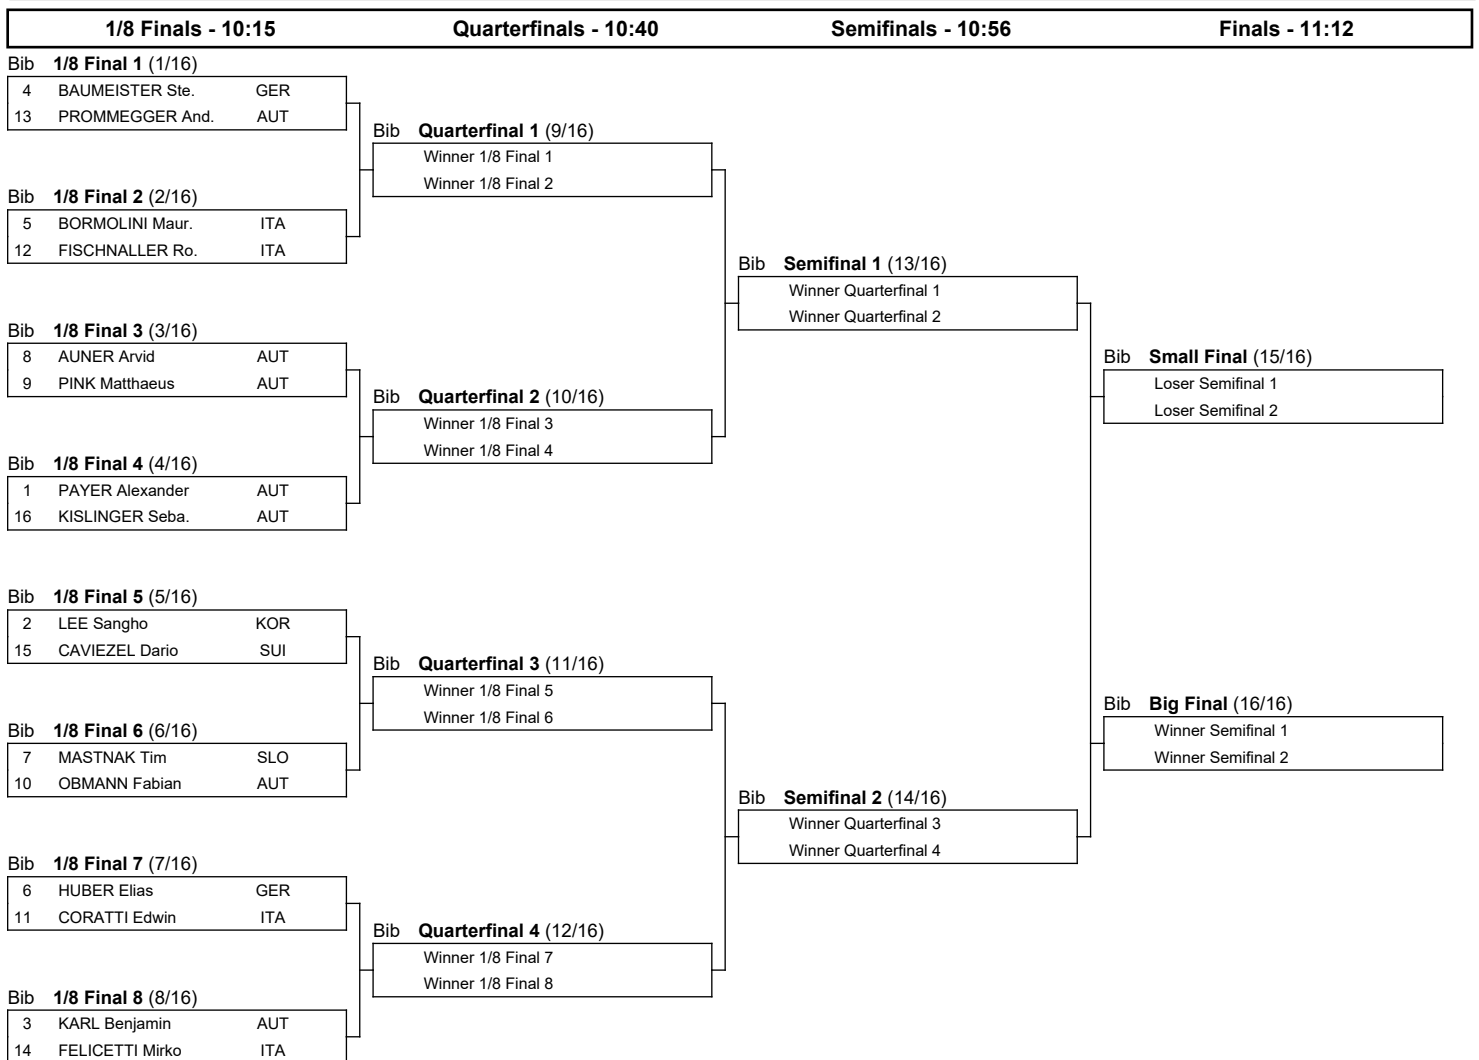 1/8 Finals - 10:15 Quarterfinals - 10:40 Semifinals - 10:56 Finals - 11:12
Bib 1/8 Final 1 (1/16)
4 BAUMEISTER Ste. GER
13 PROMMEGGER And. AUT
Bib 1/8 Final 2 (2/16)
5 BORMOLINI Maur. ITA
12 FISCHNALLER Ro. ITA
Bib 1/8 Final 3 (3/16)
8 AUNER Arvid AUT
9 PINK Matthaeus AUT
Bib 1/8 Final 4 (4/16)
1 PAYER Alexander AUT
16 KISLINGER Seba. AUT
Bib 1/8 Final 5 (5/16)
2 LEE Sangho KOR
15 CAVIEZEL Dario SUI
Bib 1/8 Final 6 (6/16)
7 MASTNAK Tim SLO
10 OBMANN Fabian AUT
Bib 1/8 Final 7 (7/16)
6 HUBER Elias GER
11 CORATTI Edwin ITA
Bib 1/8 Final 8 (8/16)
3 KARL Benjamin AUT
14 FELICETTI Mirko ITA
Bib Quarterfinal 1 (9/16)
Winner 1/8 Final 1
Winner 1/8 Final 2
Bib Quarterfinal 2 (10/16)
Winner 1/8 Final 3
Winner 1/8 Final 4
Bib Quarterfinal 3 (11/16)
Winner 1/8 Final 5
Winner 1/8 Final 6
Bib Quarterfinal 4 (12/16)
Winner 1/8 Final 7
Winner 1/8 Final 8
Bib Semifinal 1 (13/16)
Winner Quarterfinal 1
Winner Quarterfinal 2
Bib Semifinal 2 (14/16)
Winner Quarterfinal 3
Winner Quarterfinal 4
Bib Small Final (15/16)
Loser Semifinal 1
Loser Semifinal 2
Bib Big Final (16/16)
Winner Semifinal 1
Winner Semifinal 2